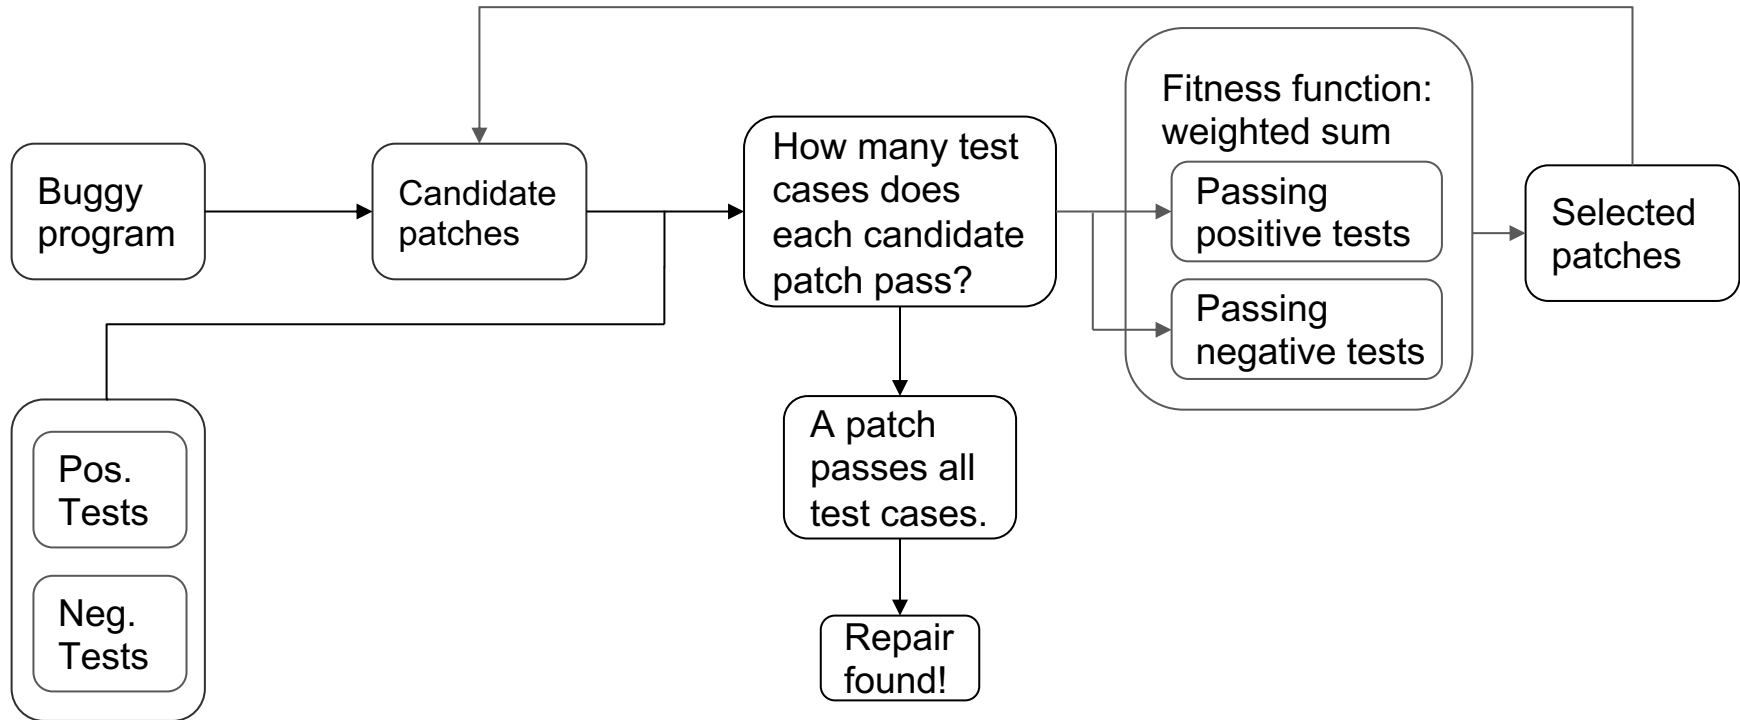 Buggy
program
Candidate
patches
How many test
cases does
each candidate
patch pass?
Fitness function:
weighted sum
Passing
positive tests
Passing
negative tests
Selected
patches
Pos.
Tests
Neg.
Tests
A patch
passes all
test cases.
Repair
found!